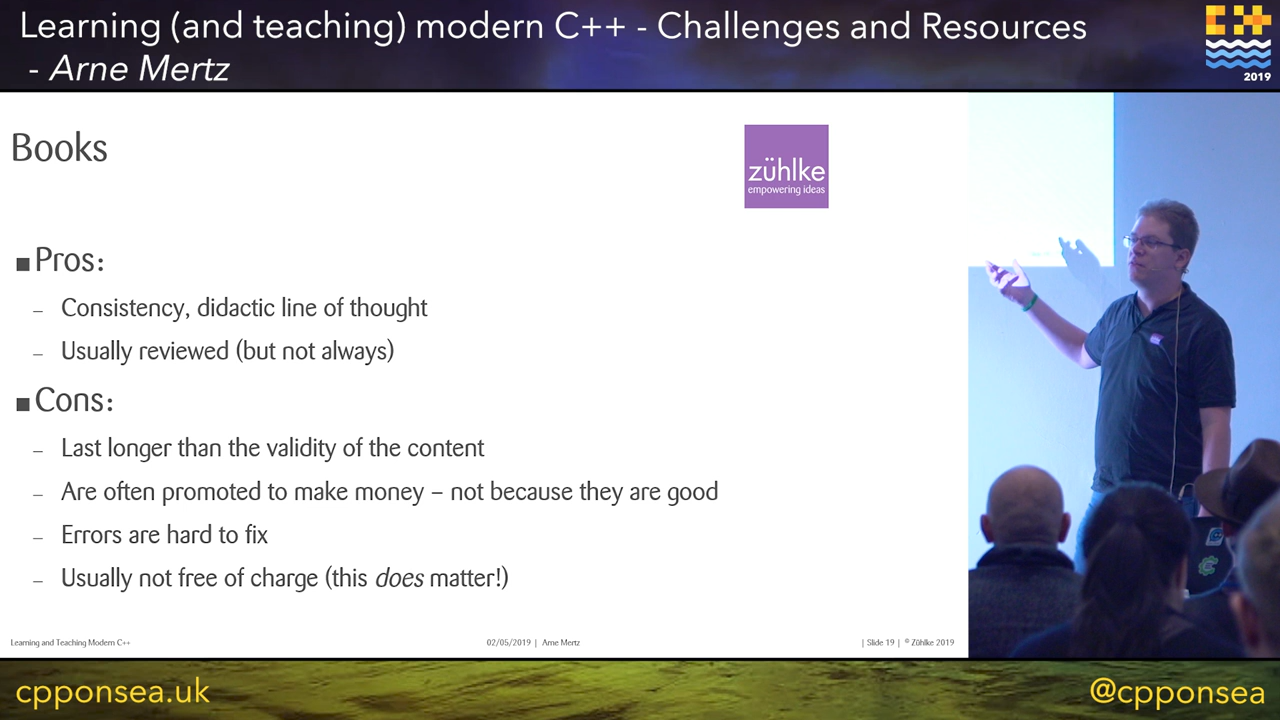 Learning (and teaching) modern C++ - Challenges and Resources
- Arne Mertz
2019
Books
zühlke
empowering ideas
Pros:
– Consistency, didactic line of thought
– Usually reviewed (but not always)
Cons:
– Last longer than the validity of the content
– Are often promoted to make money – not because they are good
– Errors are hard to fix
– Usually not free of charge (this does matter!)
Learning and Teaching Modern C++
02/05/2019 | Arne Mertz
| Slide 19 | © Zühlke 2019
cpponsea.uk
@cpponsea